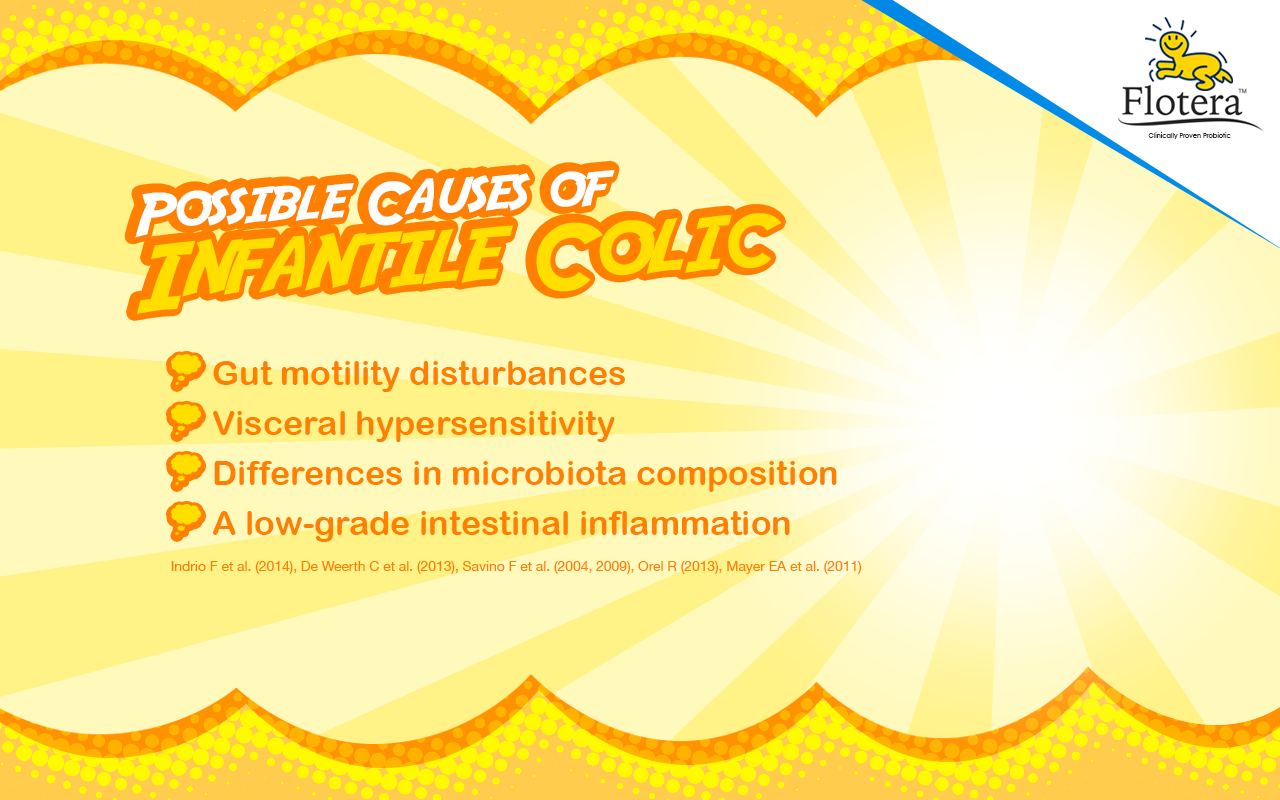 Flotera™
Clinically Proven Probiotic
Possible Causes of
Infantile Colic
Gut motility disturbances
Visceral hypersensitivity
Differences in microbiota composition
A low-grade intestinal inflammation
Indrio F et al. (2014), De Weerth C et al. (2013), Savino F et al. (2004, 2009), Orel R (2013), Mayer EA et al. (2011)